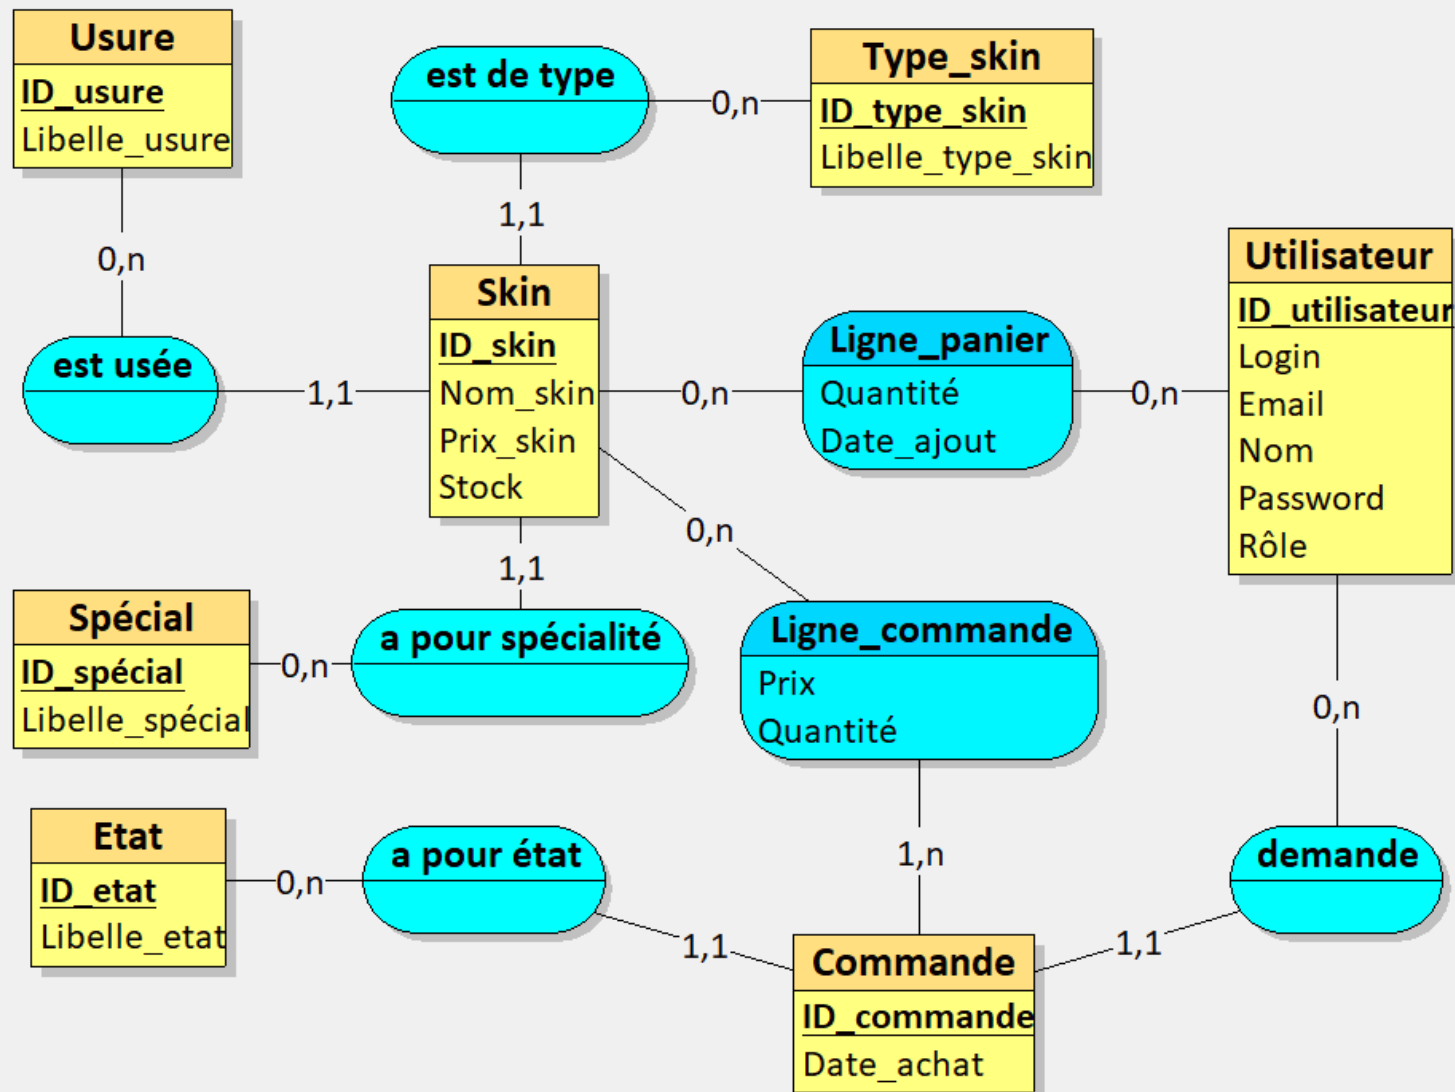 Usure
ID_usure
Libelle_usure
est de type
0,n
Type_skin
ID_type_skin
Libelle_type_skin
1,1
0,n
est usée
1,1
Skin
ID_skin
Nom_skin
Prix_skin
Stock
0,n
Ligne_panier
Quantité
Date_ajout
0,n
Utilisateur
ID_utilisateur
Login
Email
Nom
Password
Rôle
0,n
1,1
Spécial
ID_spécial
Libelle_spécial
0,n
a pour spécialité
Ligne_commande
Prix
Quantité
0,n
Etat
ID_etat
Libelle_etat
0,n
a pour état
1,n
demande
1,1
1,1
Commande
ID_commande
Date_achat